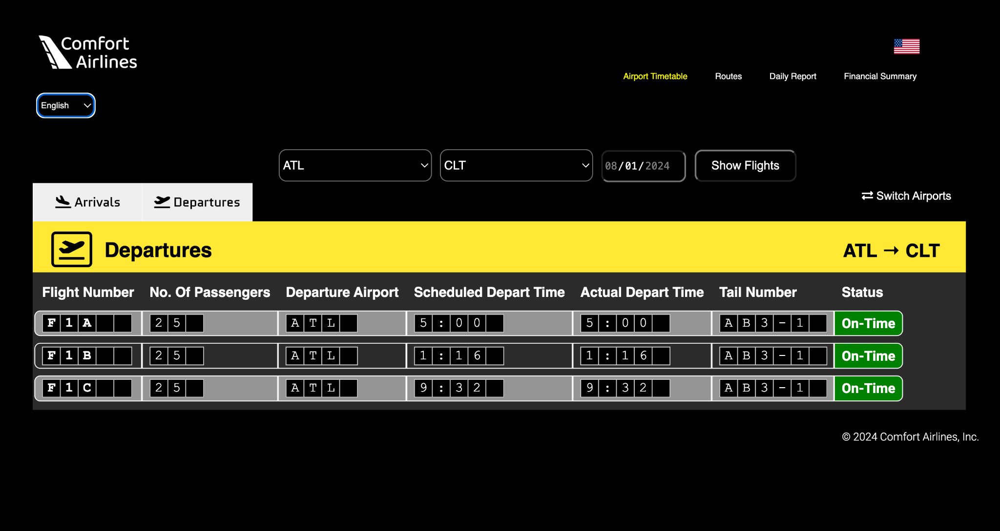 Comfort
Airlines
Airport Timetable Routes Daily Report Financial Summary
English
ATL CLT 08/01/2024 Show Flights
Arrivals Departures
Switch Airports
Departures ATL → CLT
Flight Number No. Of Passengers Departure Airport Scheduled Depart Time Actual Depart Time Tail Number Status
F1A 25 ATL 5:00 5:00 AB3-1 On-Time
F1B 25 ATL 1:16 1:16 AB3-1 On-Time
F1C 25 ATL 9:32 9:32 AB3-1 On-Time
© 2024 Comfort Airlines, Inc.